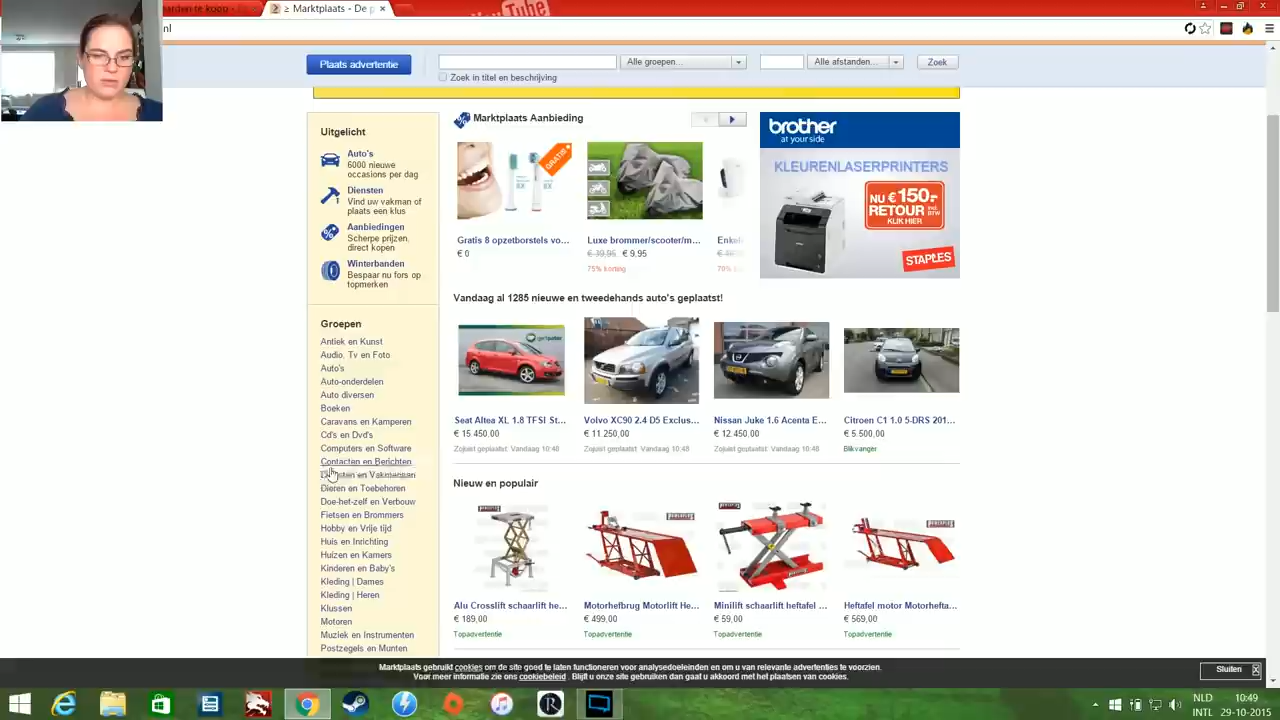 aarden te koop -
≥ Marktplaats - De p
YouTube
nl
Plaats advertentie
Alle groepen...
Alle afstanden...
Zoek
Zoek in titel en beschrijving
Uitgelicht
Auto's
6000 nieuwe
occasions per dag
Diensten
Vind uw vakman of
plaats een klus
Aanbiedingen
Scherpe prijzen,
direct kopen
Winterbanden
Bespaar nu fors op
topmerken
Groepen
Antiek en Kunst
Audio, Tv en Foto
Auto's
Auto-onderdelen
Auto diversen
Boeken
Caravans en Kamperen
Cd's en Dvd's
Computers en Software
Contacten en Berichten
Diensten en Vakmensen
Dieren en Toebehoren
Doe-het-zelf en Verbouw
Fietsen en Brommers
Hobby en Vrije tijd
Huis en Inrichting
Huizen en Kamers
Kinderen en Baby's
Kleding | Dames
Kleding | Heren
Klussen
Motoren
Muziek en Instrumenten
Postzegels en Munten
Marktplaats Aanbieding
GRATIS
Gratis 8 opzetborstels vo...
€ 0
Luxe brommer/scooter/m...
€ 39,95 € 9,95
75% korting
Enkel
70%
brother
at your side
KLEURENLASERPRINTERS
NU € 150,-
RETOUR INCL. BTW
KLIK HIER
STAPLES
Vandaag al 1285 nieuwe en tweedehands auto's geplaatst!
Seat Altea XL 1.8 TFSI St...
€ 15.450,00
Zojuist geplaatst: Vandaag 10:48
Volvo XC90 2.4 D5 Exclus...
€ 11.250,00
Zojuist geplaatst: Vandaag 10:48
Nissan Juke 1.6 Acenta E...
€ 12.450,00
Zojuist geplaatst: Vandaag 10:48
Citroen C1 1.0 5-DRS 201...
€ 5.500,00
Blikvanger
Nieuw en populair
Alu Crosslift schaarlift he...
€ 189,00
Topadvertentie
Motorhefbrug Motorlift He...
€ 499,00
Topadvertentie
Minilift schaarlift heftafel ...
€ 59,00
Topadvertentie
Heftafel motor Motorhefta...
€ 569,00
Topadvertentie
Marktplaats gebruikt cookies om de site goed te laten functioneren voor analysedoeleinden en om u van relevante advertenties te voorzien.
Voor meer informatie zie ons cookiebeleid . Blijft u onze site gebruiken dan gaat u akkoord met het plaatsen van cookies.
Sluiten
NLD
INTL
10:49
29-10-2015